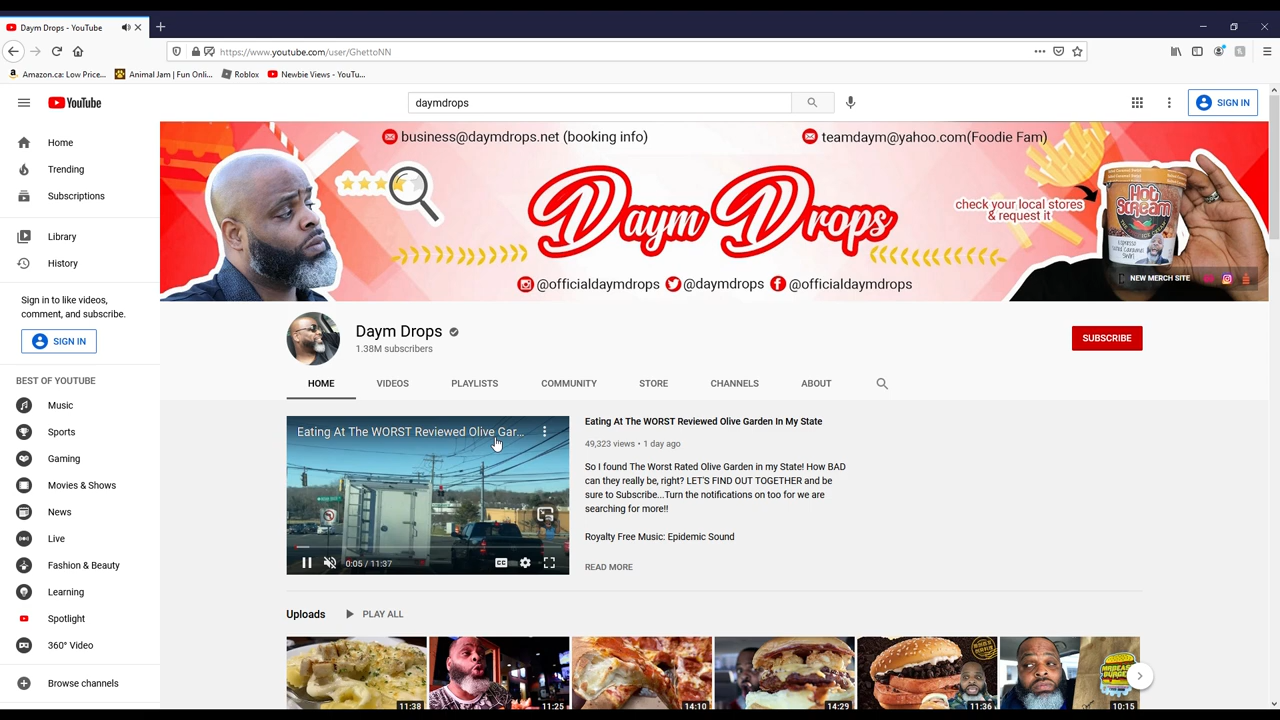 Daym Drops - YouTube
https://www.youtube.com/user/GhettoNN
Amazon.ca: Low Price...
Animal Jam | Fun Onli...
Roblox
Newbie Views - YouTu...
YouTube
daymdrops
SIGN IN
Home
Trending
Subscriptions
Library
History
Sign in to like videos,
comment, and subscribe.
SIGN IN
BEST OF YOUTUBE
Music
Sports
Gaming
Movies & Shows
News
Live
Fashion & Beauty
Learning
Spotlight
360° Video
Browse channels
business@daymdrops.net (booking info)
teamdaym@yahoo.com(Foodie Fam)
Daym Drops
check your local stores
& request it
Hot
Scream
ICE CREAM
@officialdaymdrops
@daymdrops
@officialdaymdrops
NEW MERCH SITE
Daym Drops
1.38M subscribers
SUBSCRIBE
HOME
VIDEOS
PLAYLISTS
COMMUNITY
STORE
CHANNELS
ABOUT
Eating At The WORST Reviewed Olive Gar...
0:05 / 11:37
Eating At The WORST Reviewed Olive Garden In My State
49,323 views • 1 day ago
So I found The Worst Rated Olive Garden in my State! How BAD
can they really be, right? LET'S FIND OUT TOGETHER and be
sure to Subscribe...Turn the notifications on too for we are
searching for more!!
Royalty Free Music: Epidemic Sound
READ MORE
Uploads
PLAY ALL
11:38
11:25
14:10
14:29
11:36
MRBEAST
BURGER
10:15